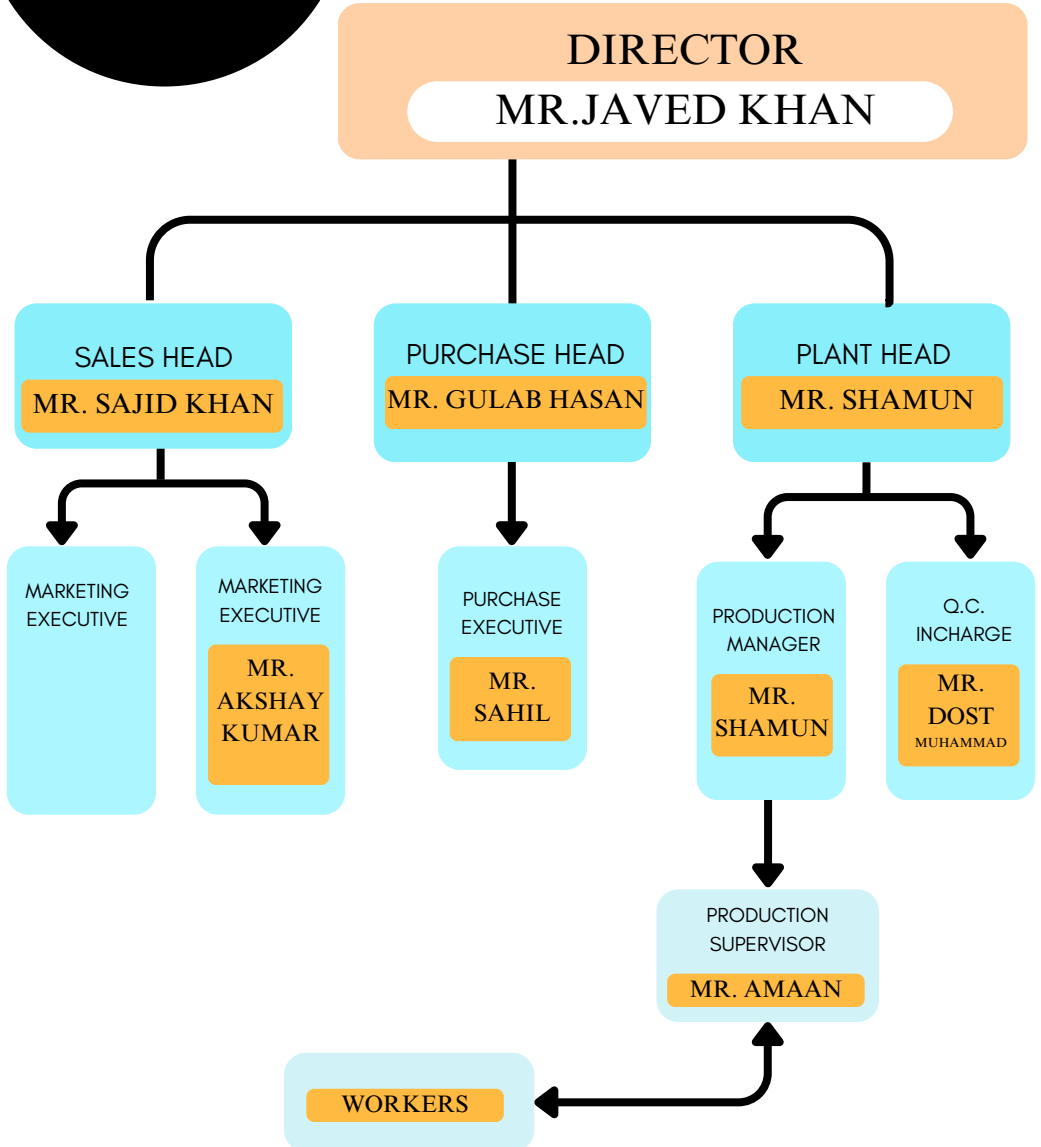 DIRECTOR
MR.JAVED KHAN
SALES HEAD
MR. SAJID KHAN
PURCHASE HEAD
MR. GULAB HASAN
PLANT HEAD
MR. SHAMUN
MARKETING
EXECUTIVE
MARKETING
EXECUTIVE
MR.
AKSHAY
KUMAR
PURCHASE
EXECUTIVE
MR.
SAHIL
PRODUCTION
MANAGER
MR.
SHAMUN
Q.C.
INCHARGE
MR.
DOST
MUHAMMAD
PRODUCTION
SUPERVISOR
MR. AMAAN
WORKERS